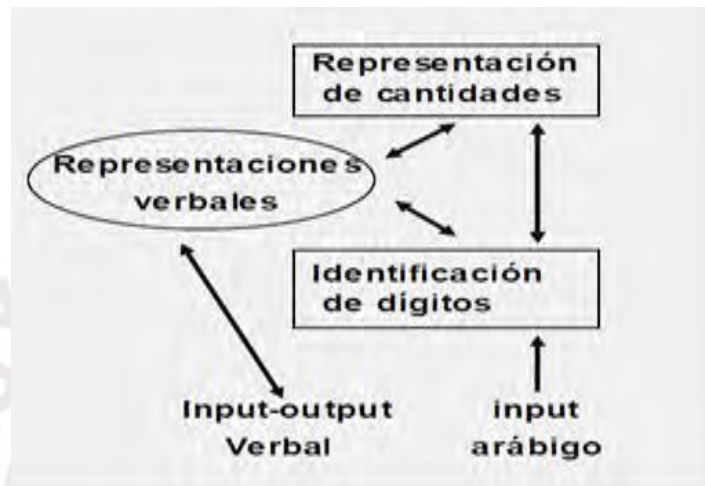 Representación
de cantidades
Representaciones
verbales
Identificación
de dígitos
Input-output
Verbal
input
arábigo